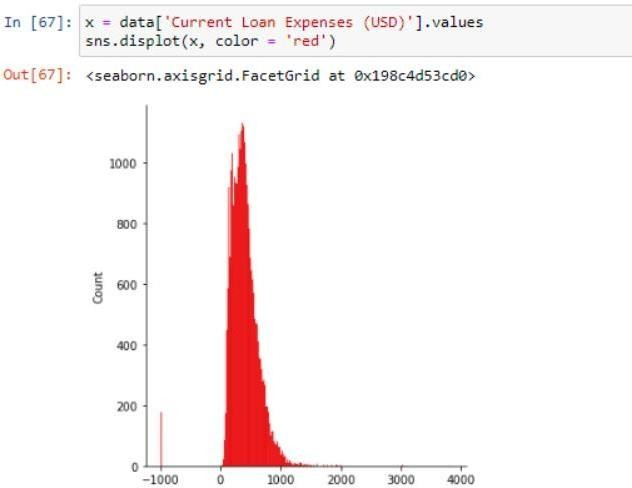 In [67]: x = data['Current Loan Expenses (USD)'].values
sns.displot(x, color = 'red')
Out[67]: <seaborn.axisgrid.FacetGrid at 0x198c4d53cd0>
1000
800
600
400
200
0
Count
−1000 0 1000 2000 3000 4000